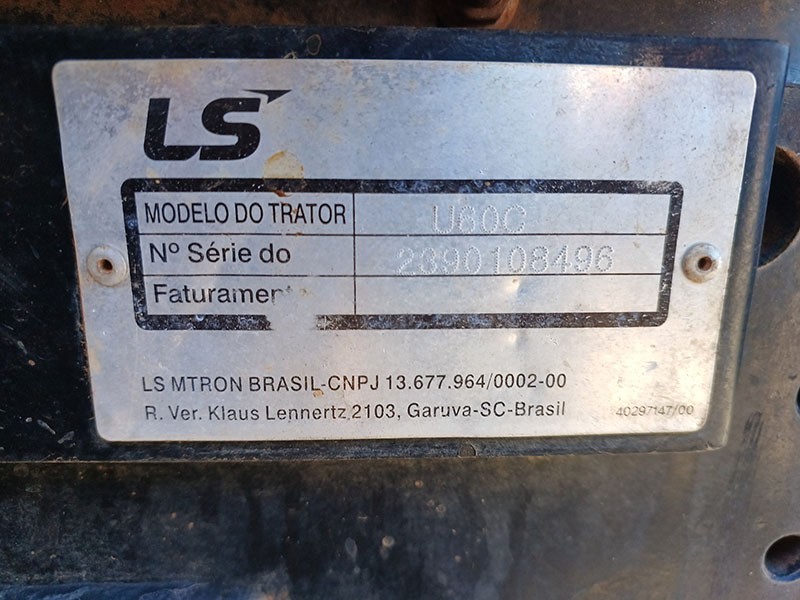 LS
MODELO DO TRATOR U80C
Nº Série do 2390108496
Faturament
LS MTRON BRASIL-CNPJ 13.677.964/0002-00
R. Ver. Klaus Lennertz 2103, Garuva-SC-Brasil
40297147/00